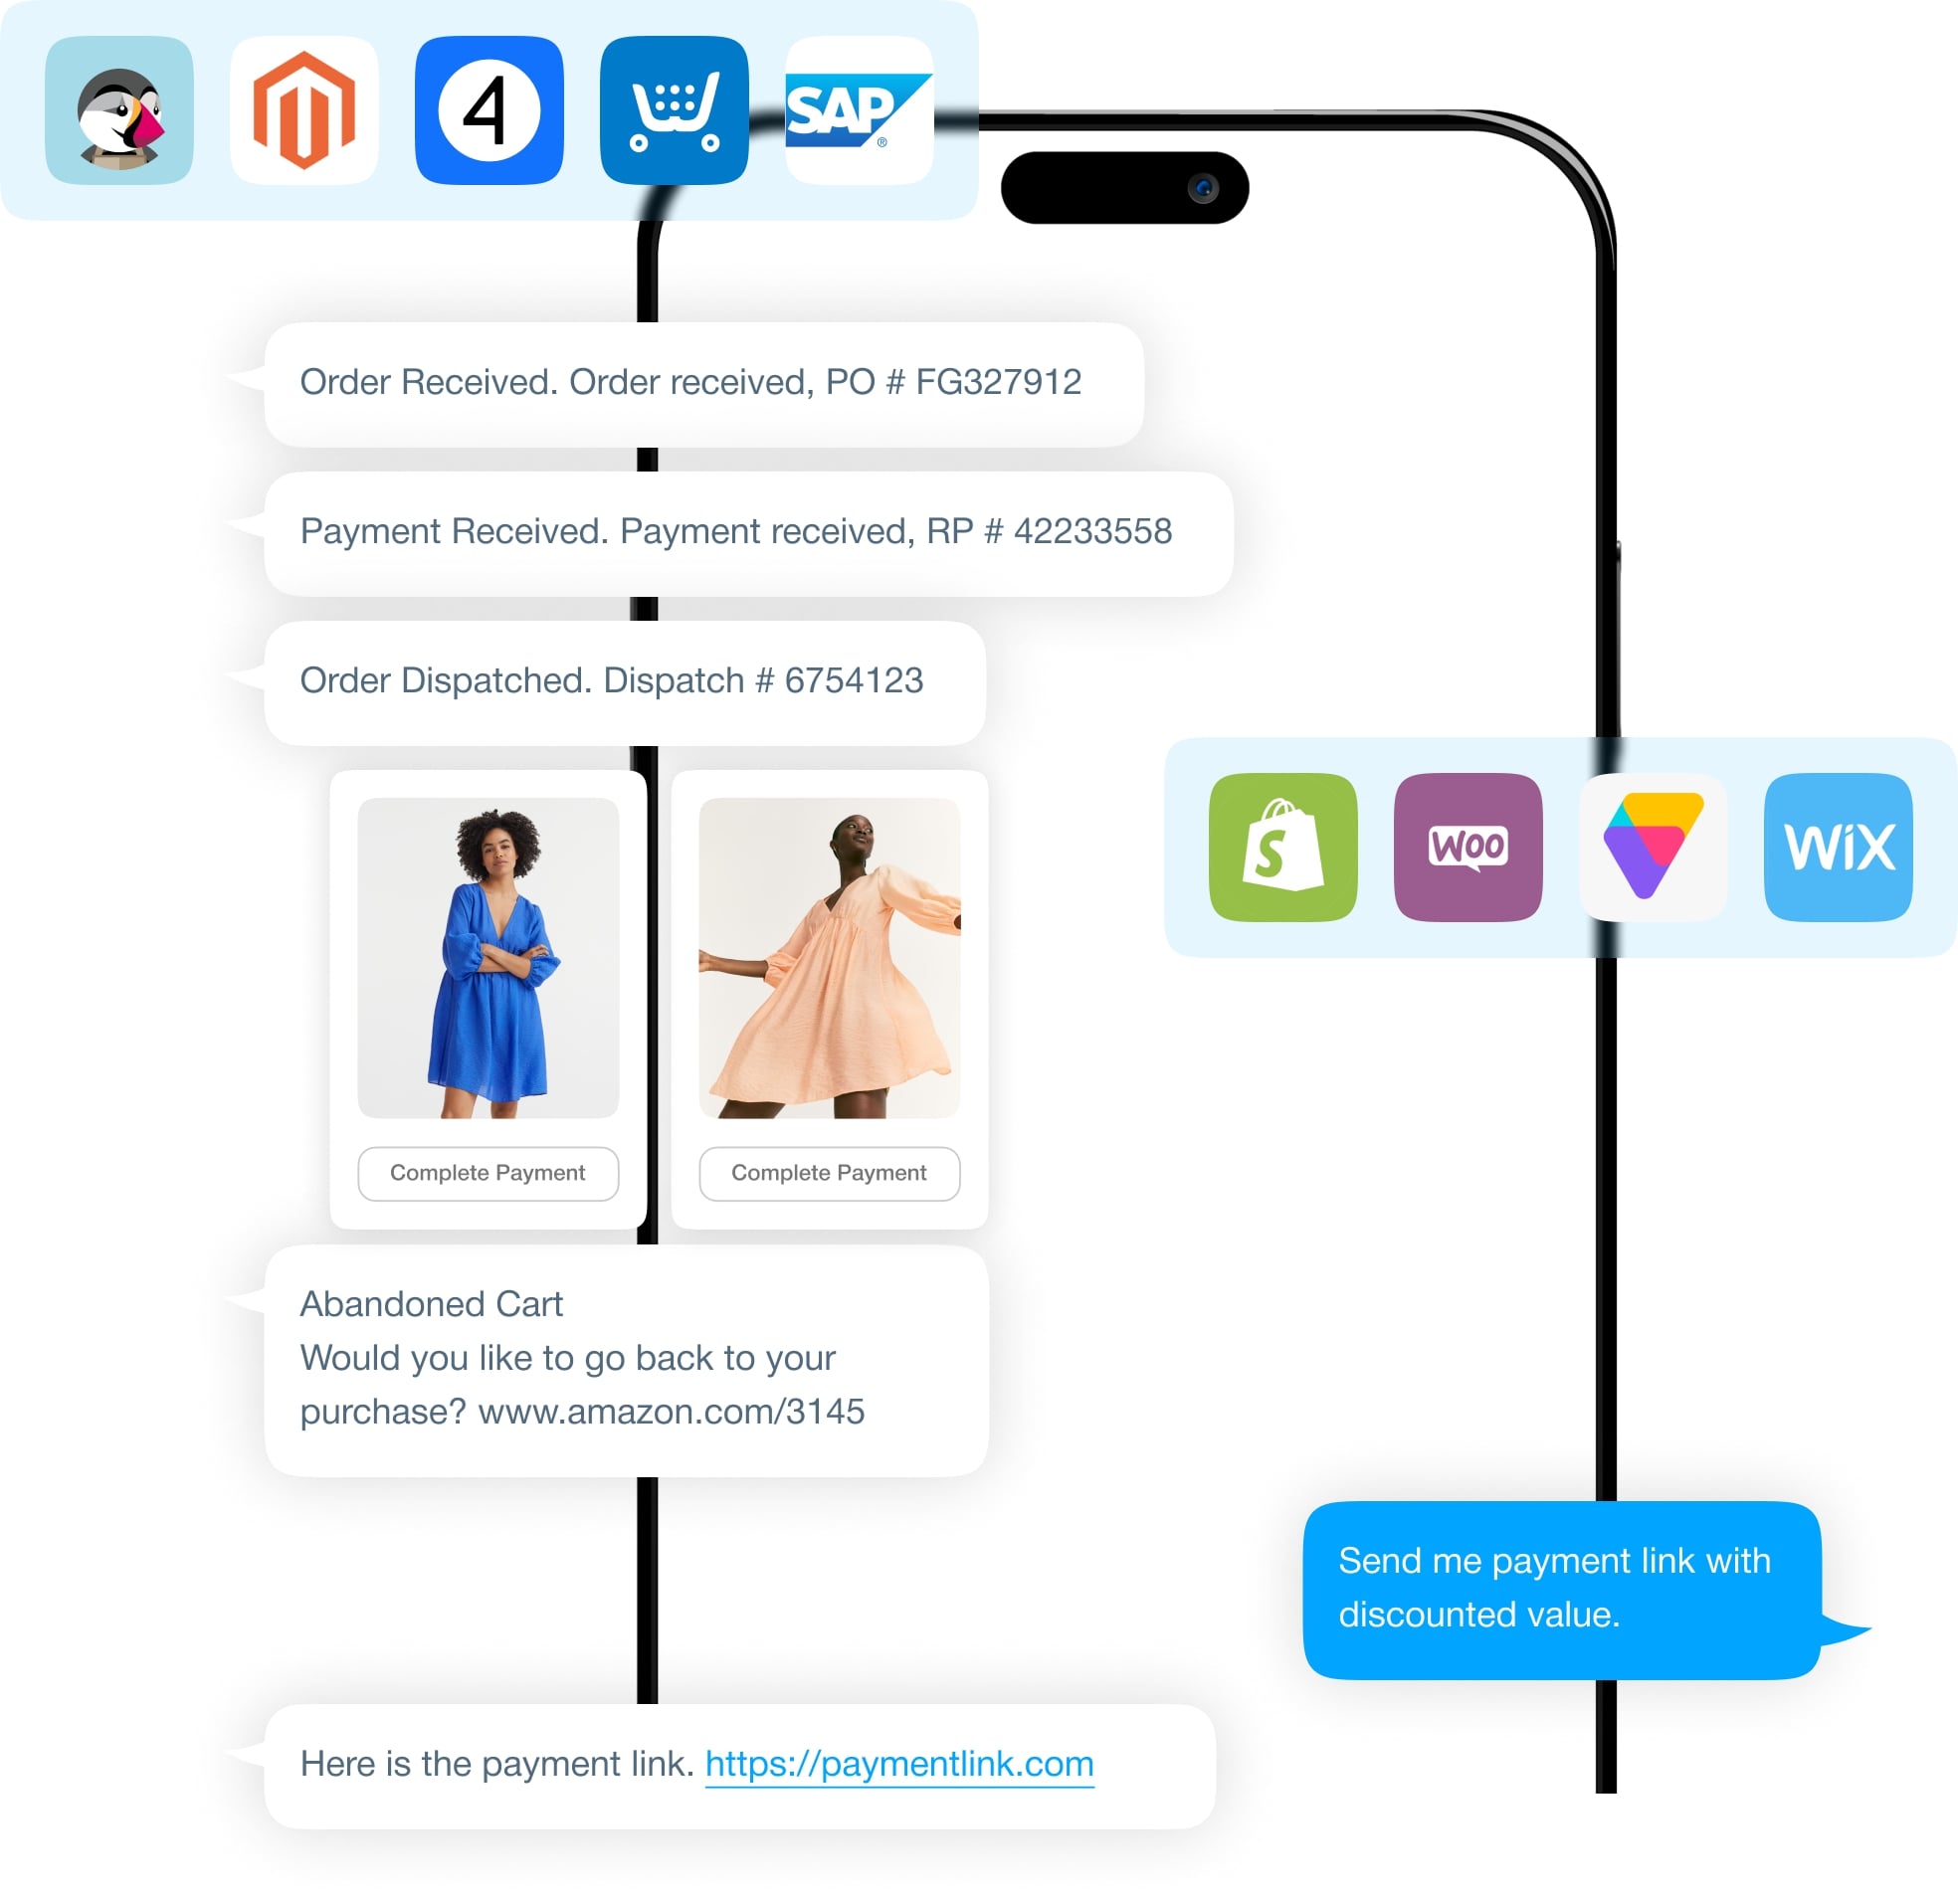 4
SAP
®
Order Received. Order received, PO # FG327912
Payment Received. Payment received, RP # 42233558
Order Dispatched. Dispatch # 6754123
S
Woo
WiX
Complete Payment
Complete Payment
Abandoned Cart
Would you like to go back to your
purchase? www.amazon.com/3145
Send me payment link with
discounted value.
Here is the payment link. https://paymentlink.com